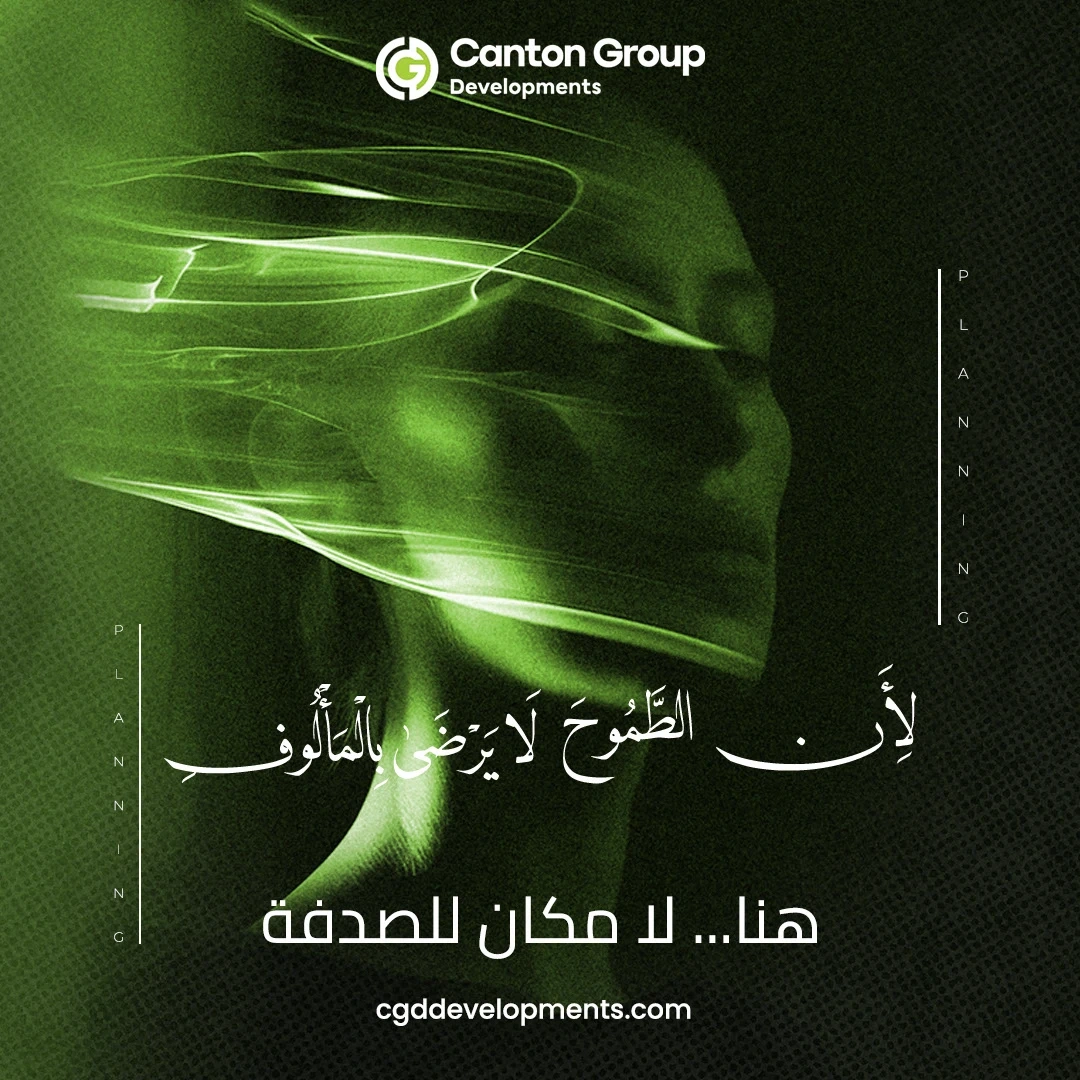 Canton Group
Developments
PLANNING
PLANNING
لِأَن الطَّمُوحَ لَا يَرْضَى بِالْمَأْلُوفِ
هنا... لا مكان للصدفة
cgddevelopments.com